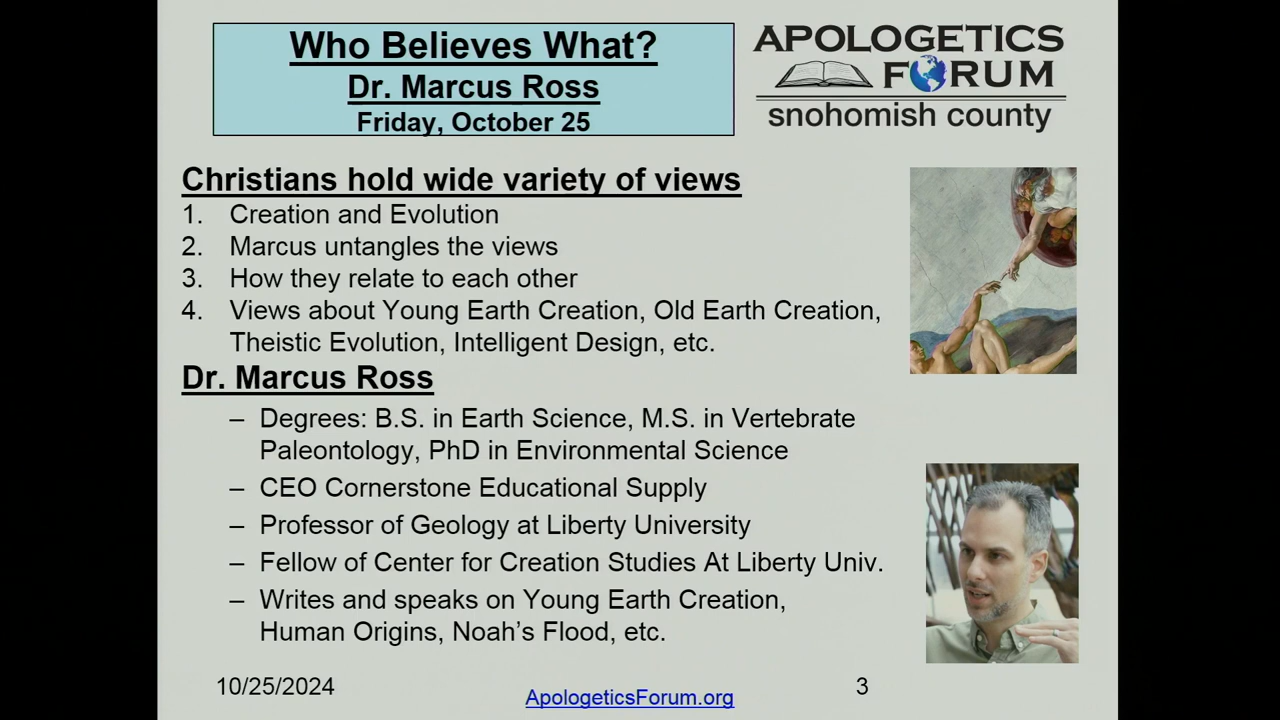 Who Believes What?
Dr. Marcus Ross
Friday, October 25
APOLOGETICS
FORUM
snohomish county
Christians hold wide variety of views
1. Creation and Evolution
2. Marcus untangles the views
3. How they relate to each other
4. Views about Young Earth Creation, Old Earth Creation,
Theistic Evolution, Intelligent Design, etc.
Dr. Marcus Ross
– Degrees: B.S. in Earth Science, M.S. in Vertebrate
Paleontology, PhD in Environmental Science
– CEO Cornerstone Educational Supply
– Professor of Geology at Liberty University
– Fellow of Center for Creation Studies At Liberty Univ.
– Writes and speaks on Young Earth Creation,
Human Origins, Noah's Flood, etc.
10/25/2024
ApologeticsForum.org
3